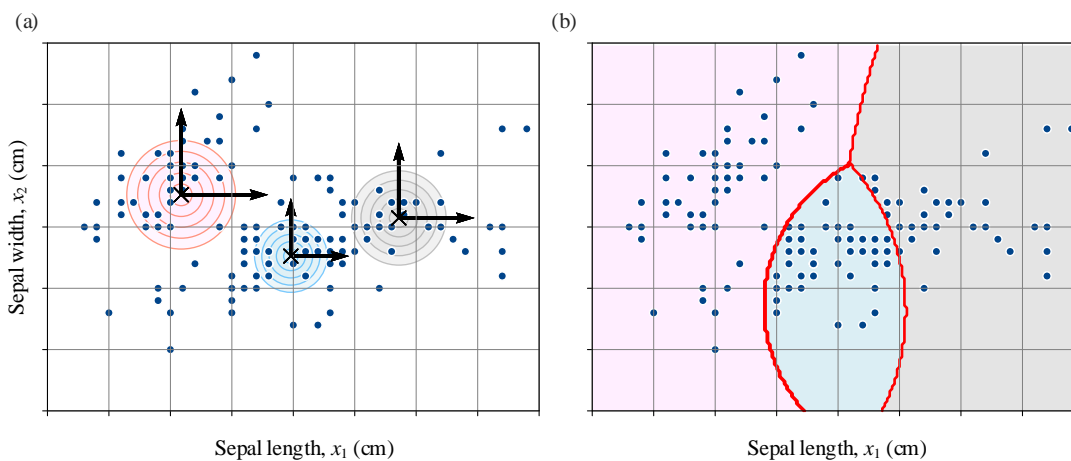 (a)
(b)
Sepal width, x₂ (cm)
Sepal length, x₁ (cm)
Sepal length, x₁ (cm)